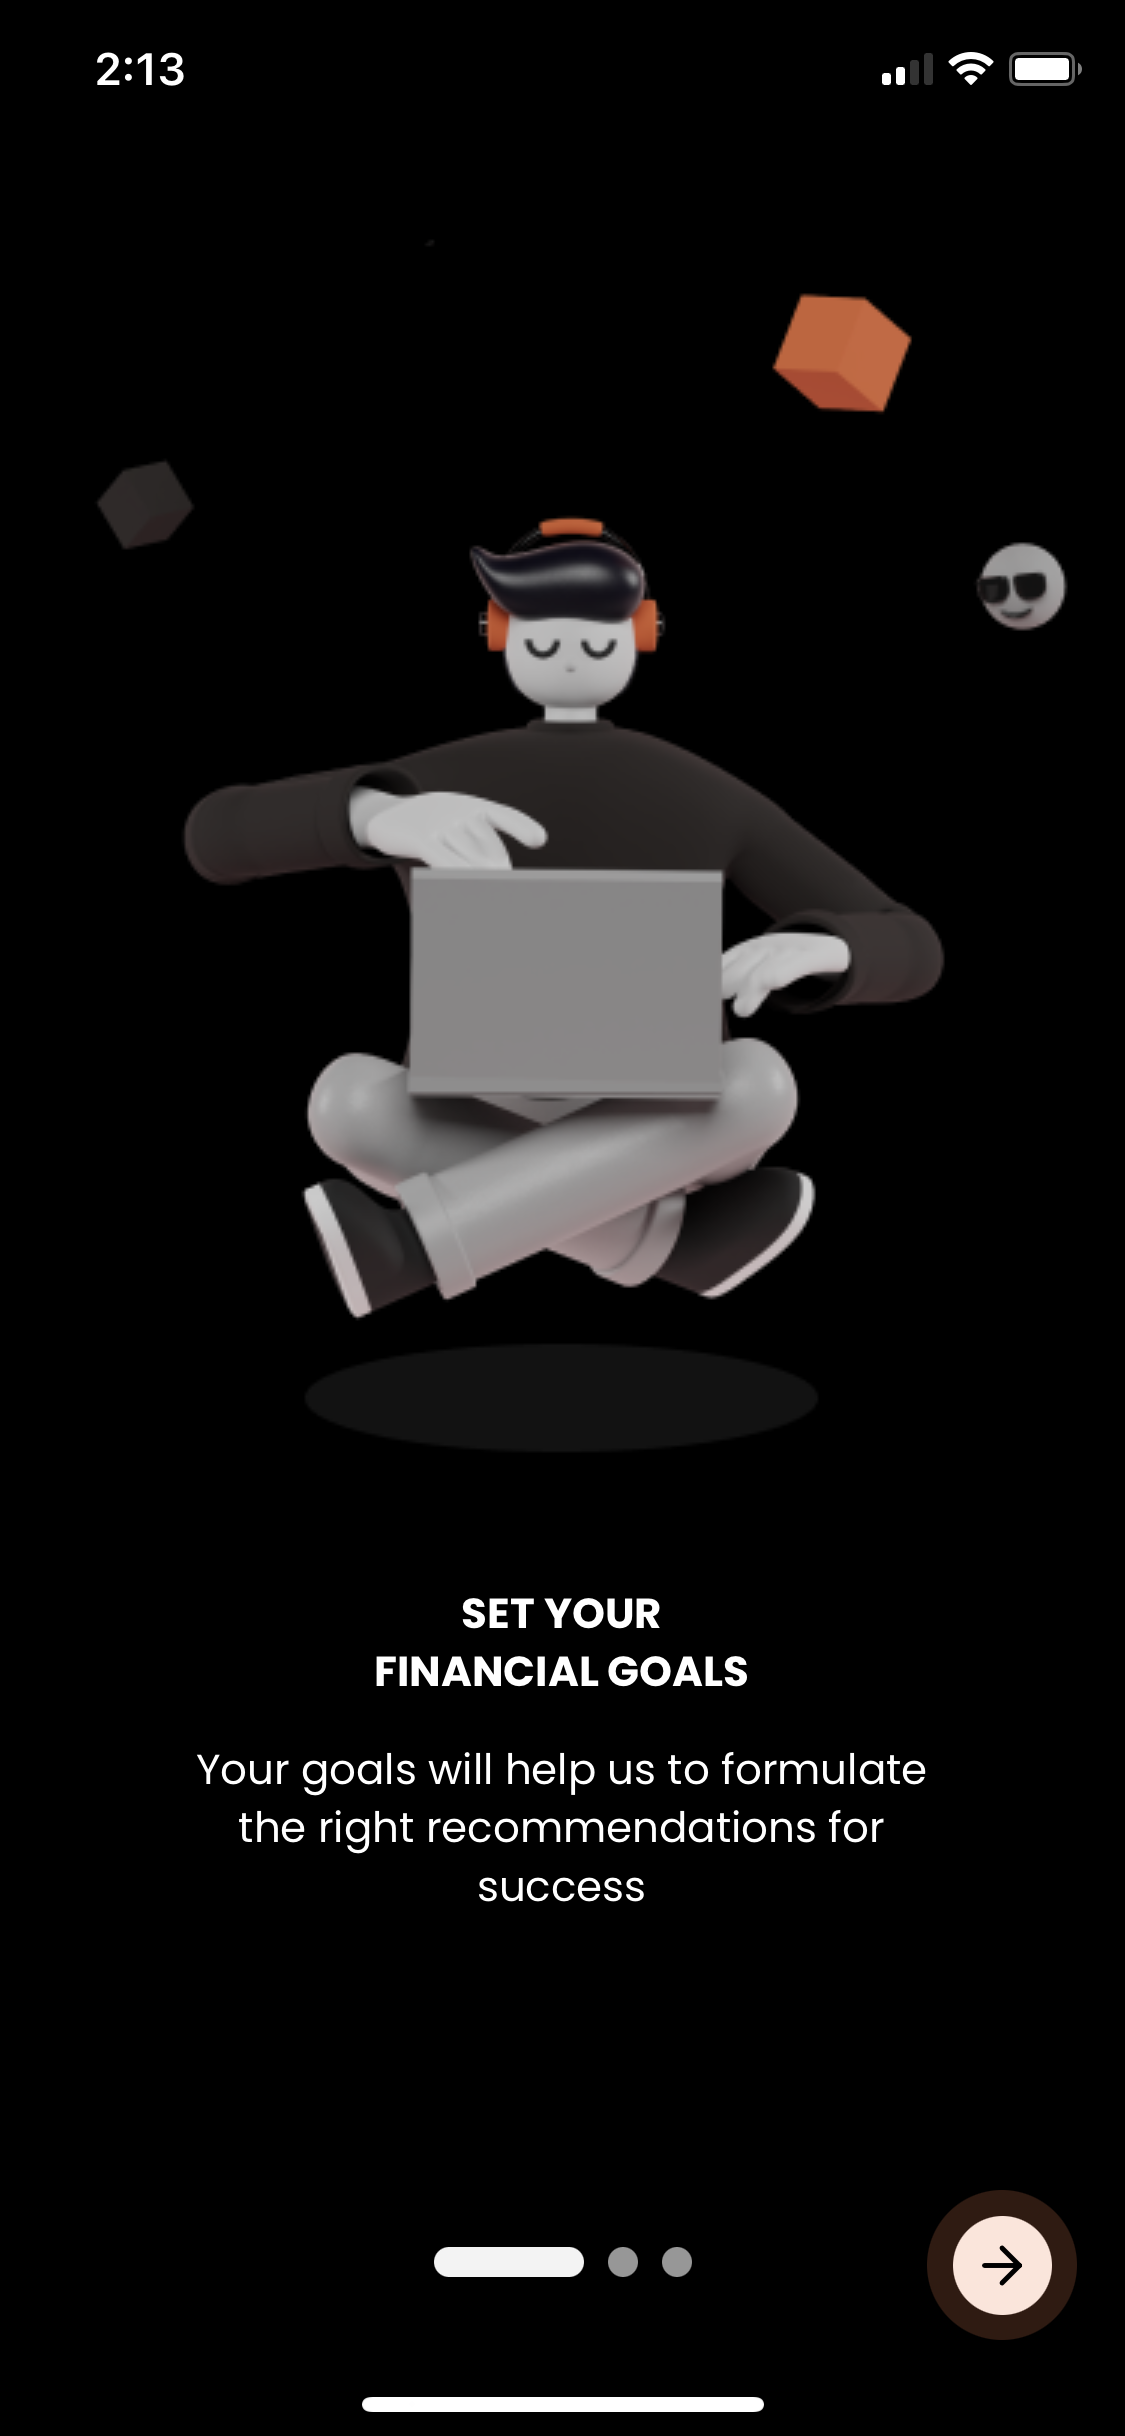 2:13
SET YOUR
FINANCIAL GOALS
Your goals will help us to formulate
the right recommendations for
success